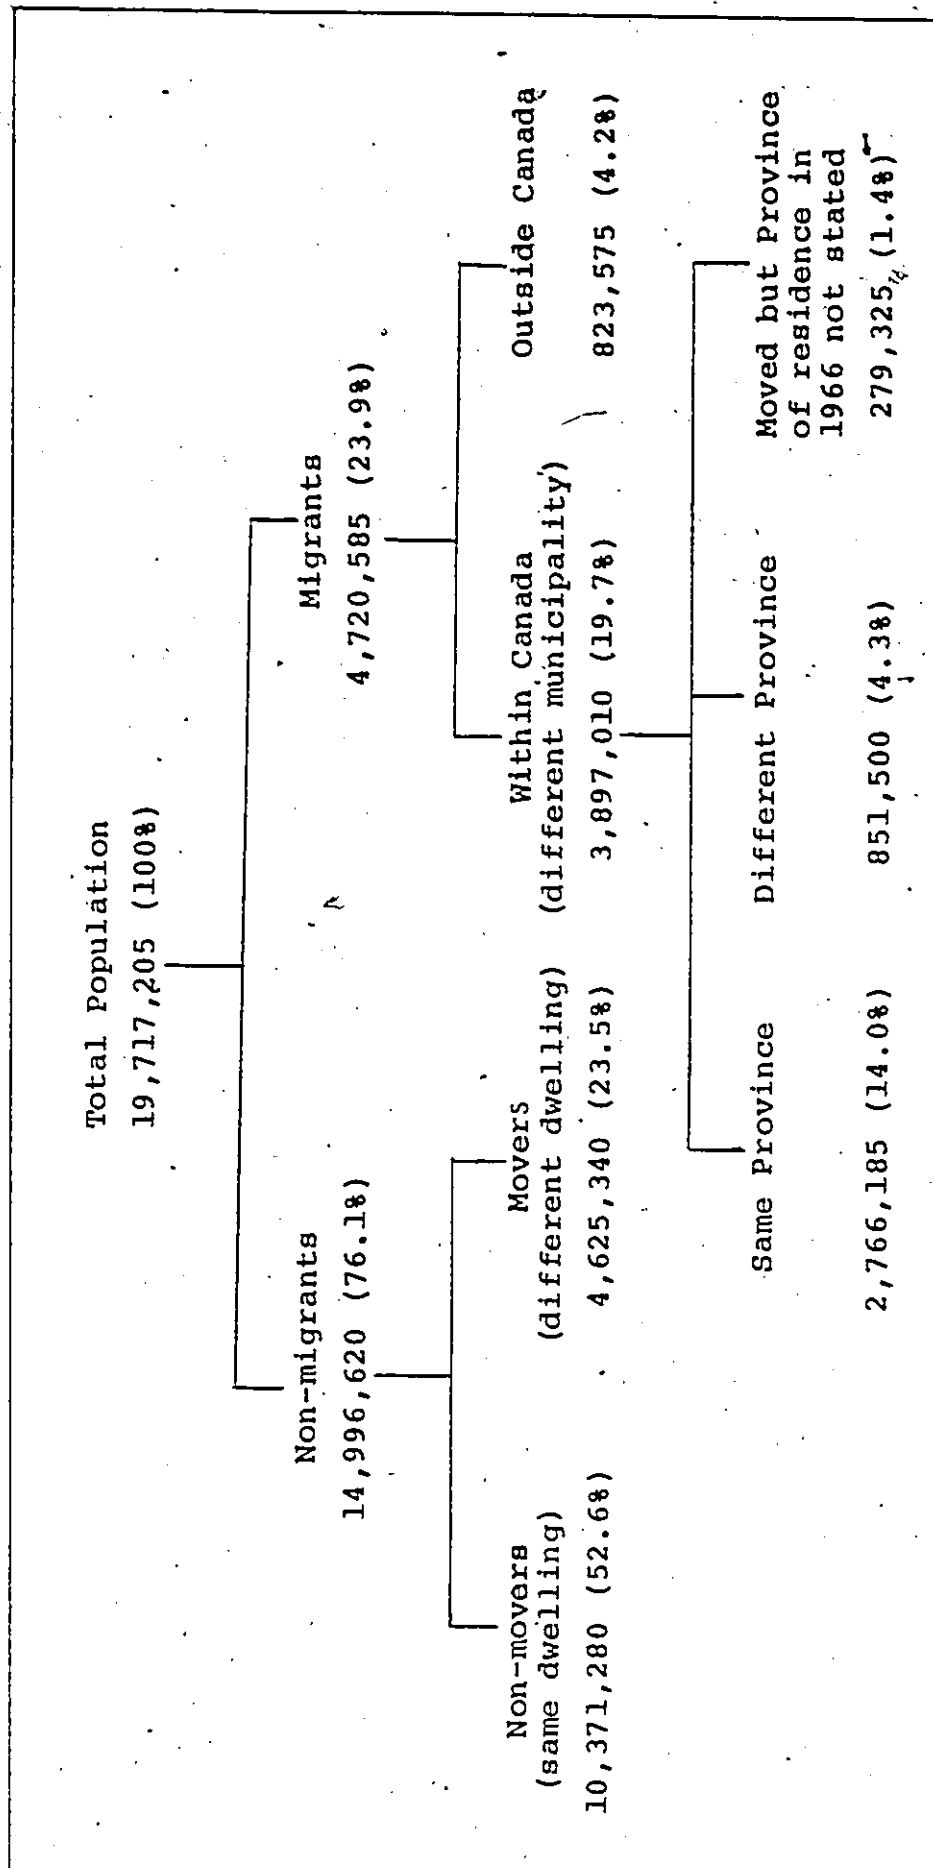 Total Population
19,717,205 (100%)
Non-migrants
14,996,620 (76.1%)
Migrants
4,720,585 (23.9%)
Non-movers
(same dwelling)
10,371,280 (52.6%)
Movers
(different dwelling)
4,625,340 (23.5%)
Within Canada
(different municipality)
3,897,010 (19.7%)
Outside Canada
823,575 (4.2%)
Same Province
2,766,185 (14.0%)
Different Province
851,500 (4.3%)
Moved but Province
of residence in
1966 not stated
279,325 (1.4%)